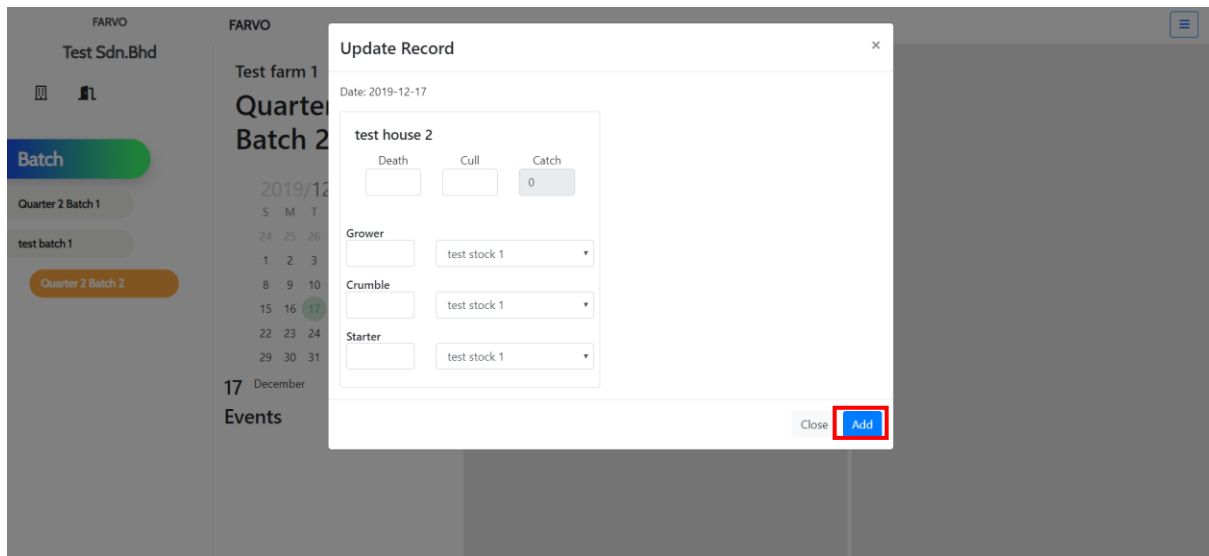 FARVO
Test Sdn.Bhd
Batch
Quarter 2 Batch 1
test batch 1
Quarter 2 Batch 2
FARVO
Test farm 1
Quarter
Batch 2
2019/12
S M T
24 25 26
1 2 3
8 9 10
15 16 17
22 23 24
29 30 31
17 December
Events
Update Record ×
Date: 2019-12-17
test house 2
Death Cull Catch
0
Grower
test stock 1
Crumble
test stock 1
Starter
test stock 1
Close Add